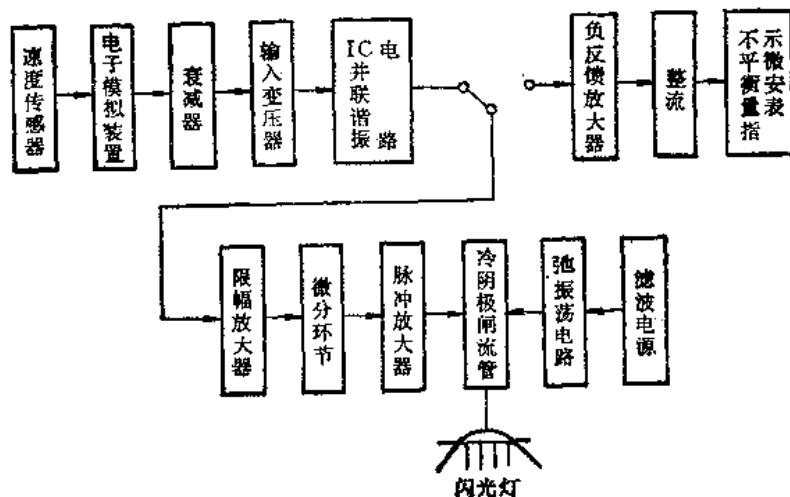 速度传感器
电子模拟装置
衰减器
输入变压器
IC并联谐振
电路
负反馈放大器
整流
不平衡量指
示微安表
限幅放大器
微分环节
脉冲放大器
冷阴极闸流管
弛振荡电路
滤波电源
闪光灯